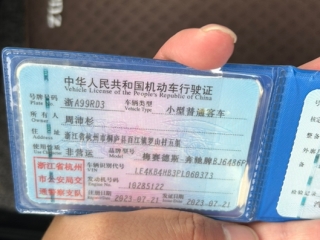 中华人民共和国机动车行驶证
Vehicle License of the People's Republic of China
号牌号码 浙A99R03 车辆类型 小型普通客车
Plate No. Vehicle Type
所有人 周沛杉
Owner
住址 浙江省杭州市桐庐县百江镇罗山村五组
使用性质 非营运 品牌型号 梅赛德斯-奔驰牌BJ6486
浙江省杭州市公安局交通警察支队
车辆识别代号 LE4K64HB3PL060373
VIN
发动机号码 10285122
Engine No.
注册日期 2023-07-21 发证日期 2023-07-21